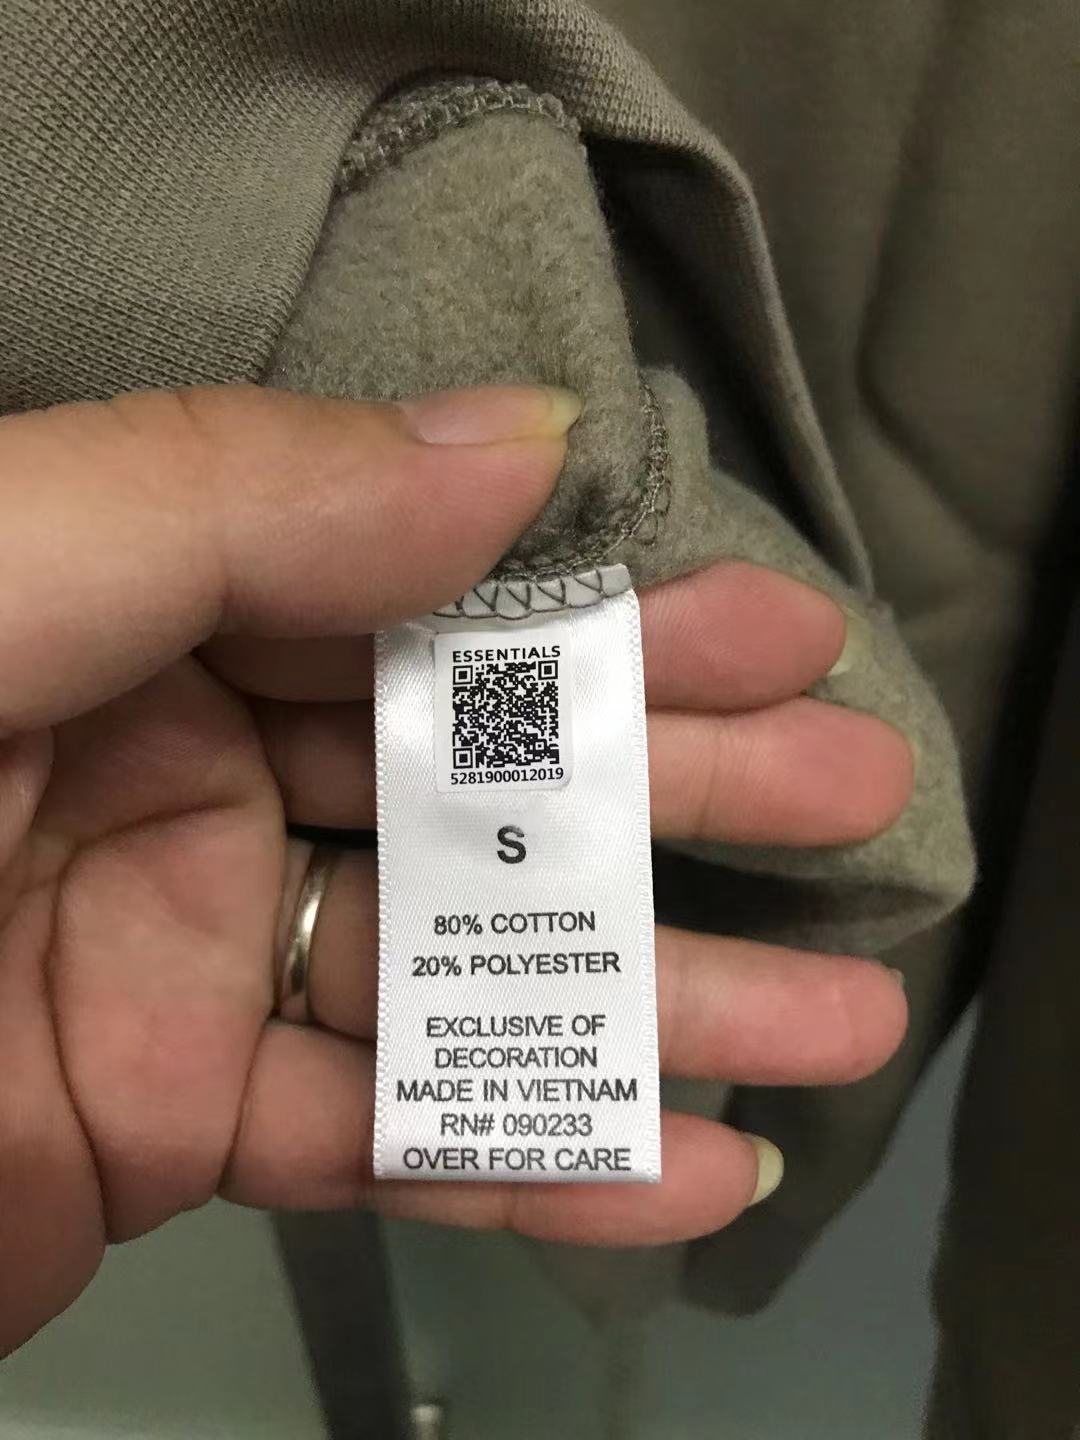 ESSENTIALS
5281900012019
S
80% COTTON
20% POLYESTER
EXCLUSIVE OF
DECORATION
MADE IN VIETNAM
RN# 090233
OVER FOR CARE